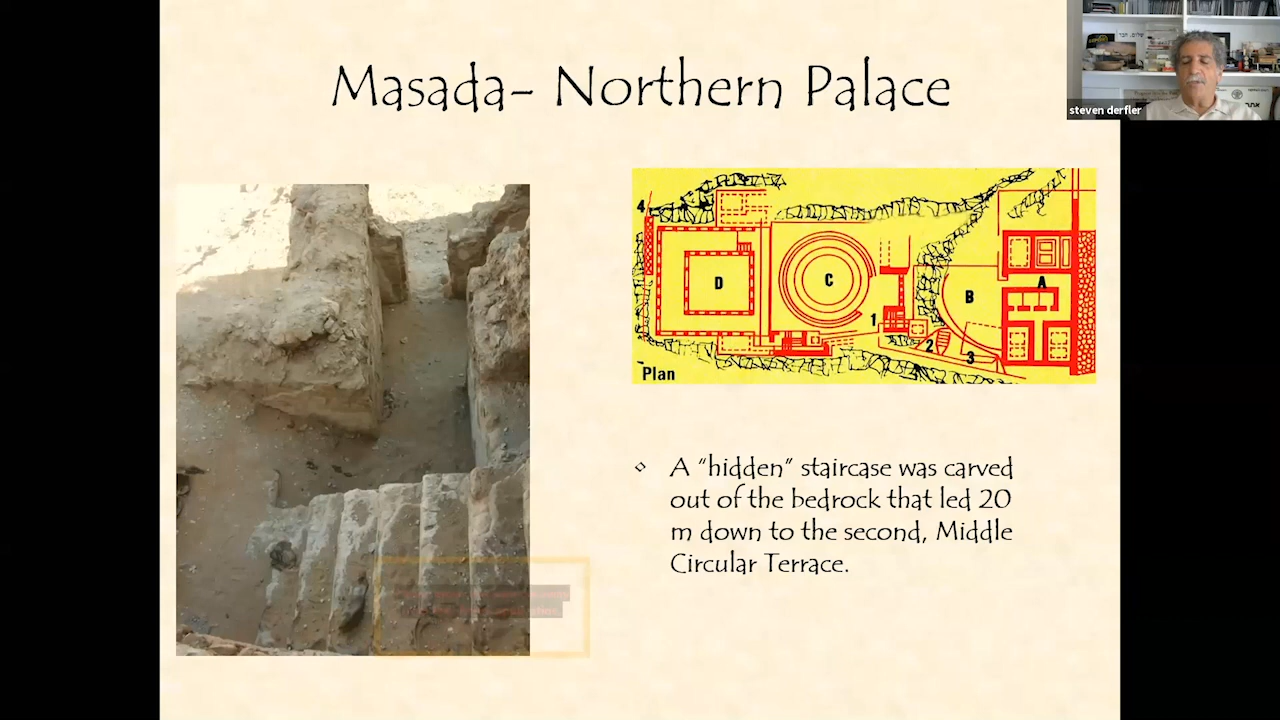 Masada- Northern Palace
steven derfler
4
D
C
B
A
1
2
3
Plan
A "hidden" staircase was carved
out of the bedrock that led 20
m down to the second, Middle
Circular Terrace.